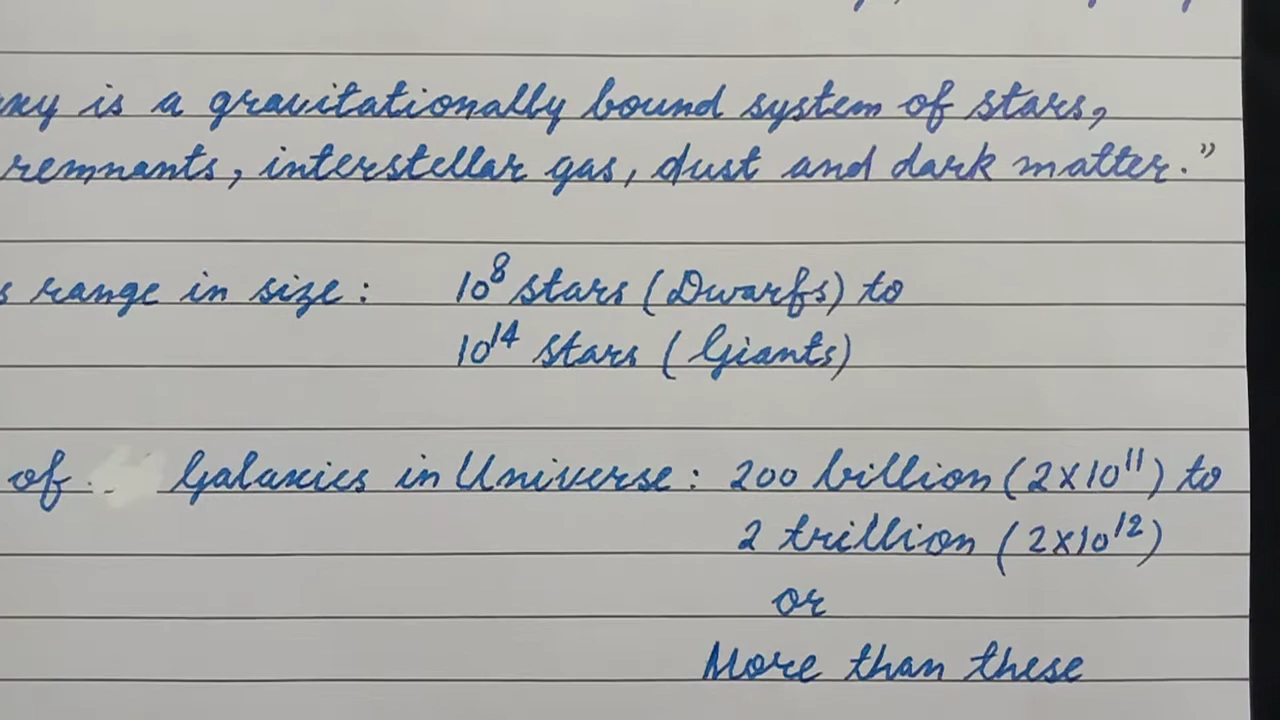 is a gravitationally bound system of stars,
remnants, interstellar gas, dust and dark matter.”
s range in size: 10⁸ stars (Dwarfs) to
10¹⁴ stars (Giants)
of Galaxies in Universe: 200 billion (2×10¹¹) to
2 trillion (2×10¹²)
or
More than these